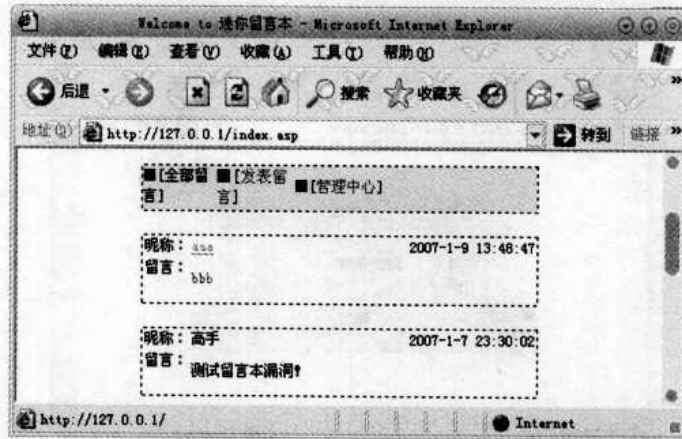 Welcome to 迷你留言本 - Microsoft Internet Explorer
文件(F) 编辑(E) 查看(V) 收藏(A) 工具(T) 帮助(H)
后退 搜索 收藏夹 »
地址(D) http://127.0.0.1/index.asp 转到 链接 »
■[全部留言] ■[发表留言] ■[管理中心]
昵称： aaa 2007-1-9 13:48:47
留言：
bbb
昵称： 高手 2007-1-7 23:30:02
留言：
测试留言本漏洞!
http://127.0.0.1/ Internet